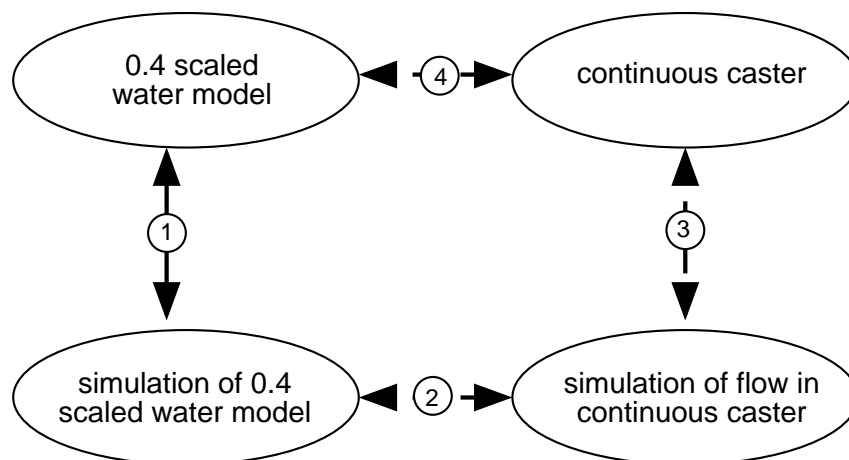 0.4 scaled
water model
4
continuous caster
1
3
simulation of 0.4
scaled water model
2
simulation of flow in
continuous caster